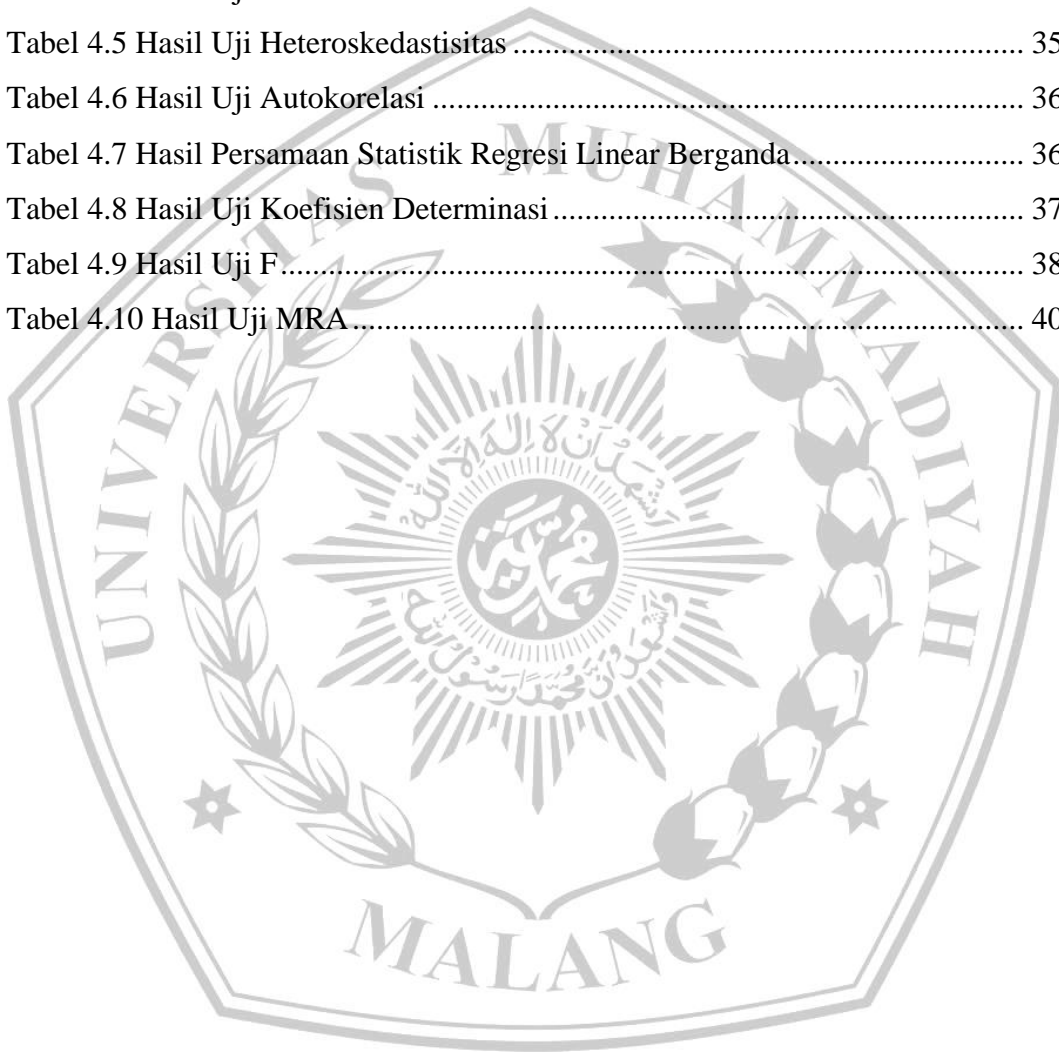 Tabel 4.5 Hasil Uji Heteroskedastisitas ........................................................................ 35
Tabel 4.6 Hasil Uji Autokorelasi ................................................................................... 36
Tabel 4.7 Hasil Persamaan Statistik Regresi Linear Berganda ................................. 36
Tabel 4.8 Hasil Uji Koefisien Determinasi .................................................................. 37
Tabel 4.9 Hasil Uji F ........................................................................................................ 38
Tabel 4.10 Hasil Uji MRA .............................................................................................. 40
UNIVERSITAS MUHAMMADIYAH
MALANG